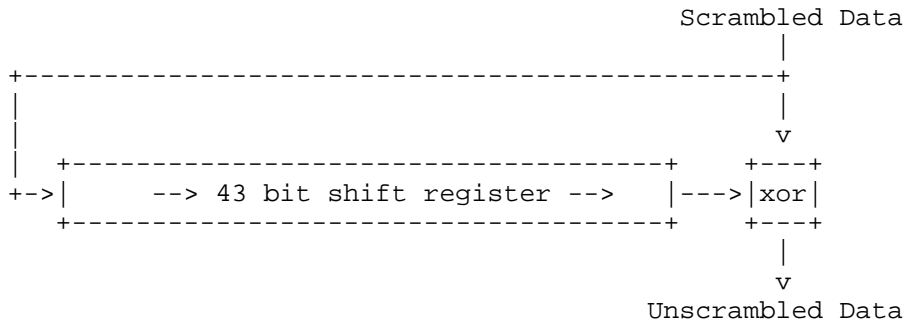 Scrambled Data
--> 43 bit shift register -->
xor
Unscrambled Data